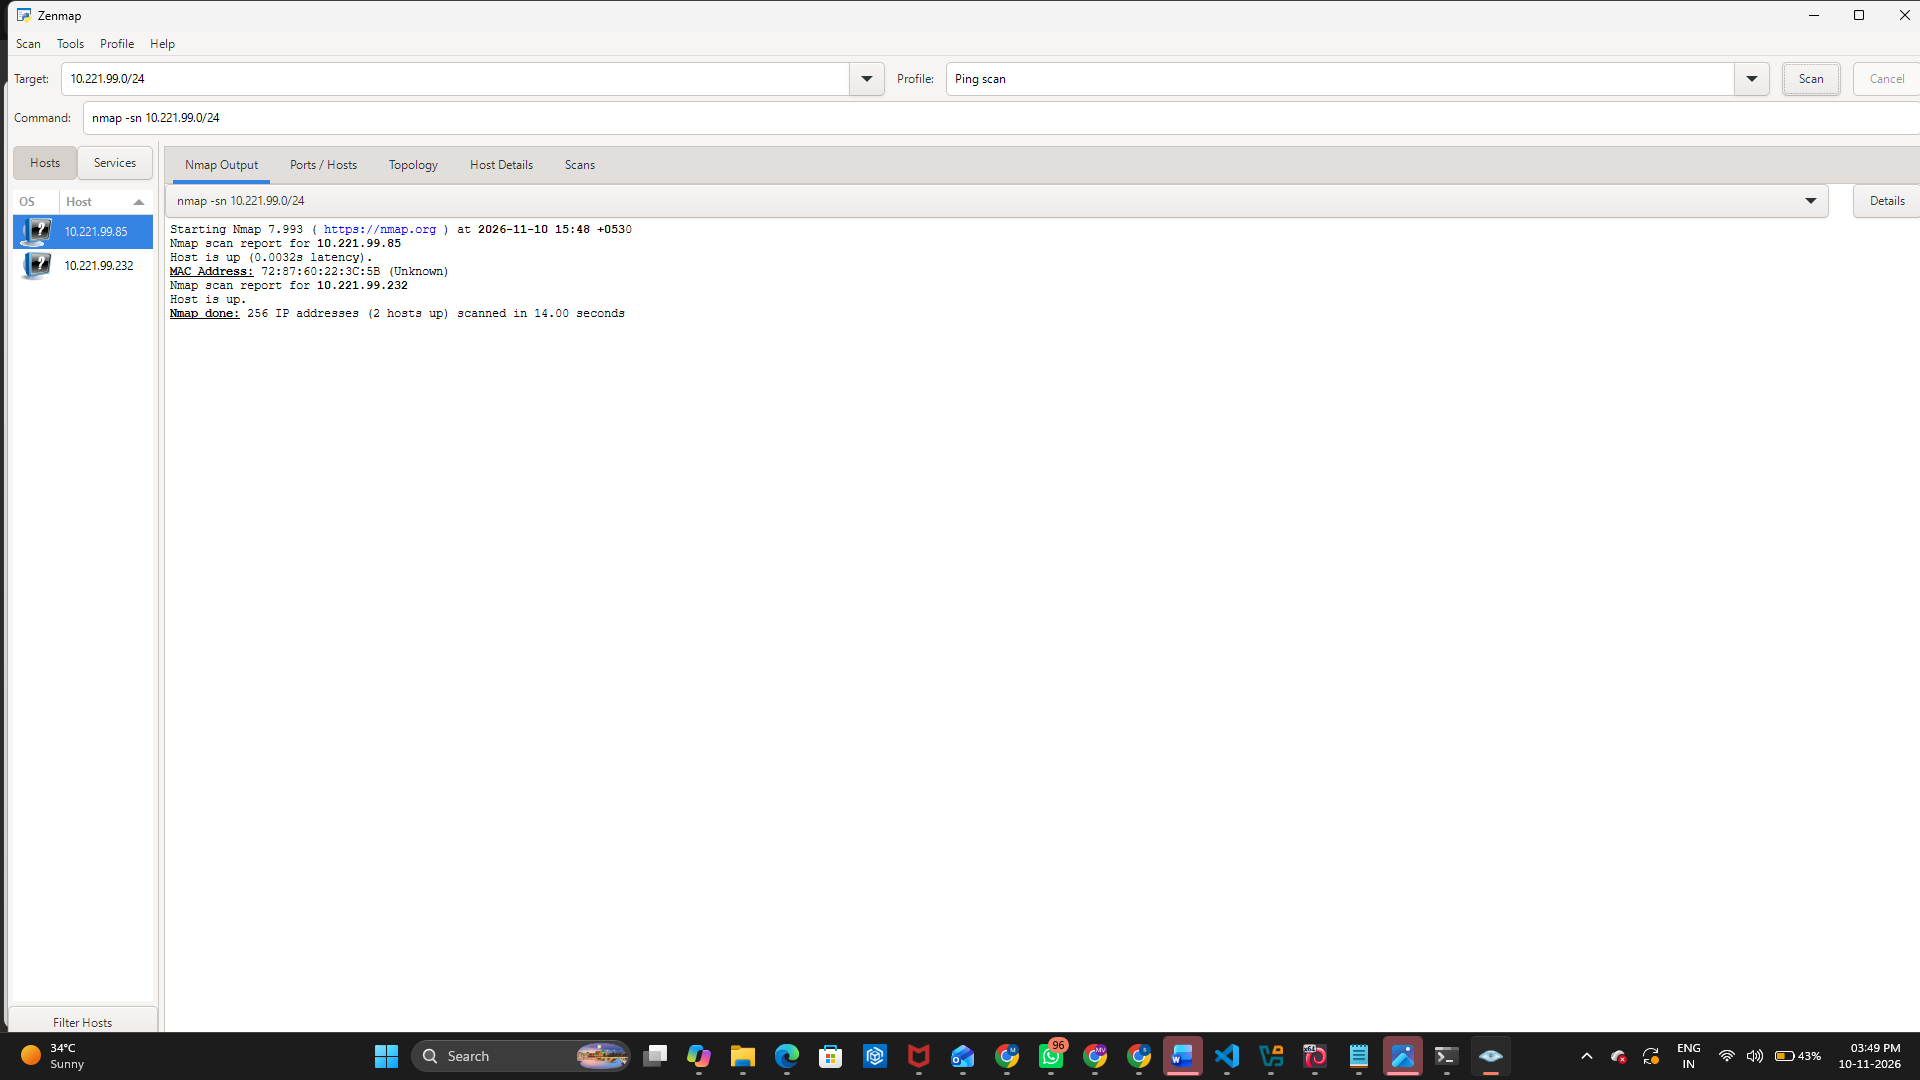 Zenmap
Scan Tools Profile Help
Target: 10.221.99.0/24 Profile: Ping scan Scan Cancel
Command: nmap -sn 10.221.99.0/24
Hosts Services
Nmap Output Ports / Hosts Topology Host Details Scans
OS Host
nmap -sn 10.221.99.0/24 Details
10.221.99.85
10.221.99.232
Starting Nmap 7.993 ( https://nmap.org ) at 2026-11-10 15:48 +0530
Nmap scan report for 10.221.99.85
Host is up (0.0032s latency).
MAC Address: 72:87:60:22:3C:5B (Unknown)
Nmap scan report for 10.221.99.232
Host is up.
Nmap done: 256 IP addresses (2 hosts up) scanned in 14.00 seconds
Filter Hosts
34°C
Sunny
Search
96
ENG
IN
43%
03:49 PM
10-11-2026